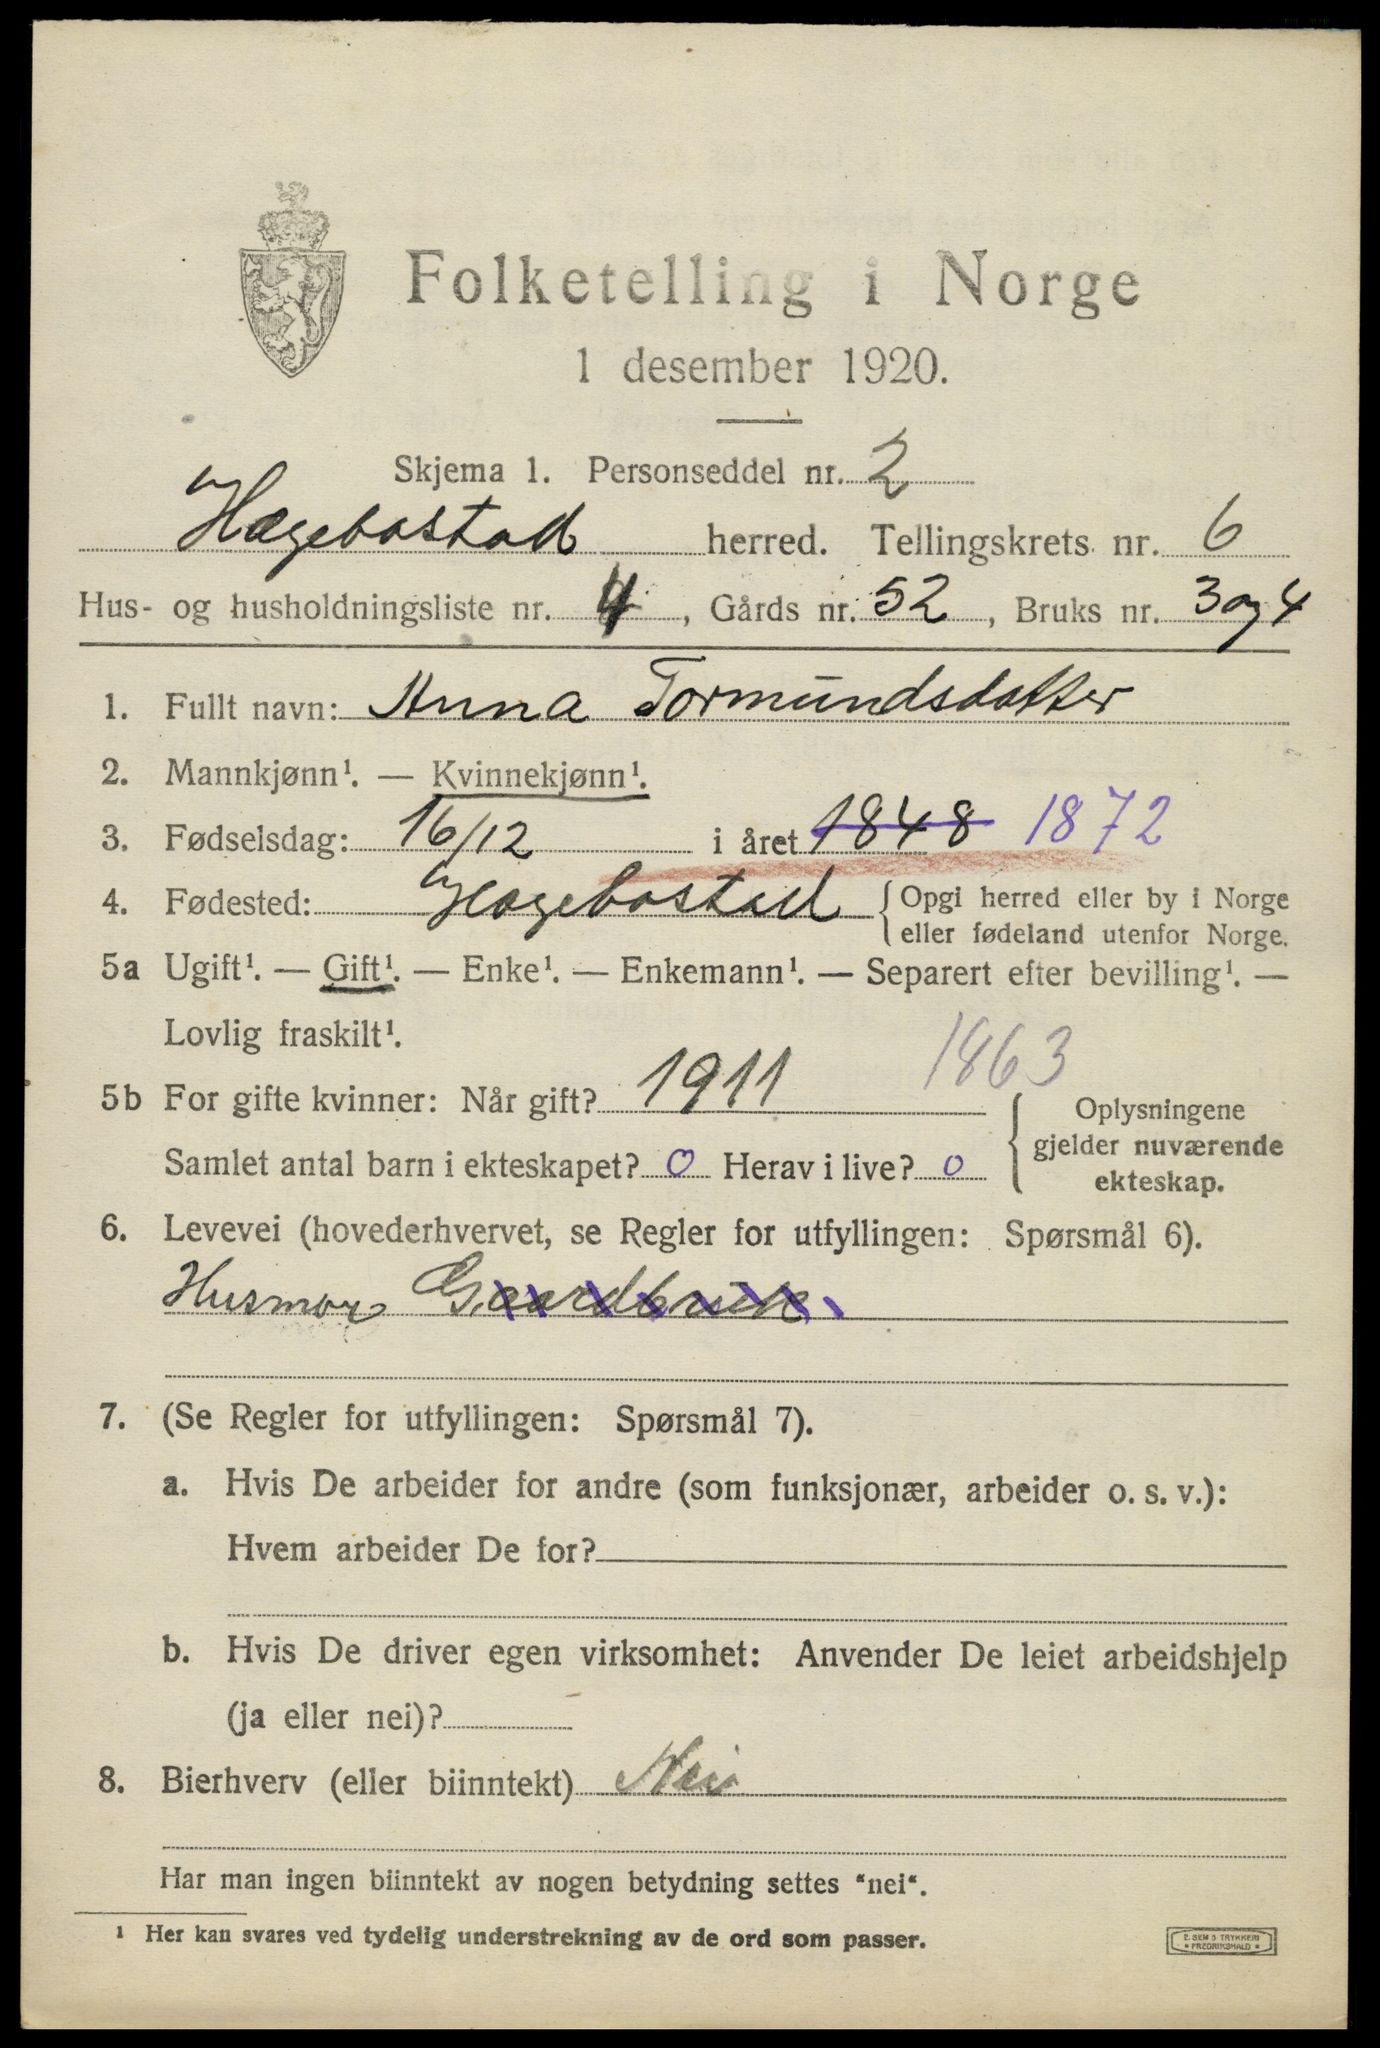 Folketelling i Norge
1 desember 1920.
Skjema 1. Personseddel nr. 2
Hægebostad herred. Tellingskrets nr. 6
Hus- og husholdningsliste nr. 4, Gårds nr. 52, Bruks nr. 3 og 4
1. Fullt navn: Anna Tormundsdatter
2. Mannkjønn¹. — Kvinnekjønn¹.
3. Fødselsdag: 16/12 i året 1848 1872
4. Fødested: Hægebostad {Opgi herred eller by i Norge
eller fødeland utenfor Norge.
5a Ugift¹. — Gift¹. — Enke¹. — Enkemann¹. — Separert efter bevilling¹. —
Lovlig fraskilt¹.
1863
5b For gifte kvinner: Når gift? 1911
Samlet antal barn i ekteskapet? 0 Herav i live? 0
{Oplysningene
gjelder nuværende
ekteskap.
6. Levevei (hovederhvervet, se Regler for utfyllingen: Spørsmål 6).
Husmor Gaardbruk
7. (Se Regler for utfyllingen: Spørsmål 7).
a. Hvis De arbeider for andre (som funksjonær, arbeider o. s. v.):
Hvem arbeider De for?
b. Hvis De driver egen virksomhet: Anvender De leiet arbeidshjelp
(ja eller nei)?
8. Bierhverv (eller biinntekt) Nei
Har man ingen biinntekt av nogen betydning settes "nei".
¹ Her kan svares ved tydelig understrekning av de ord som passer.
E. SEM'S TRYKKERI
• FREDRIKSHALD •